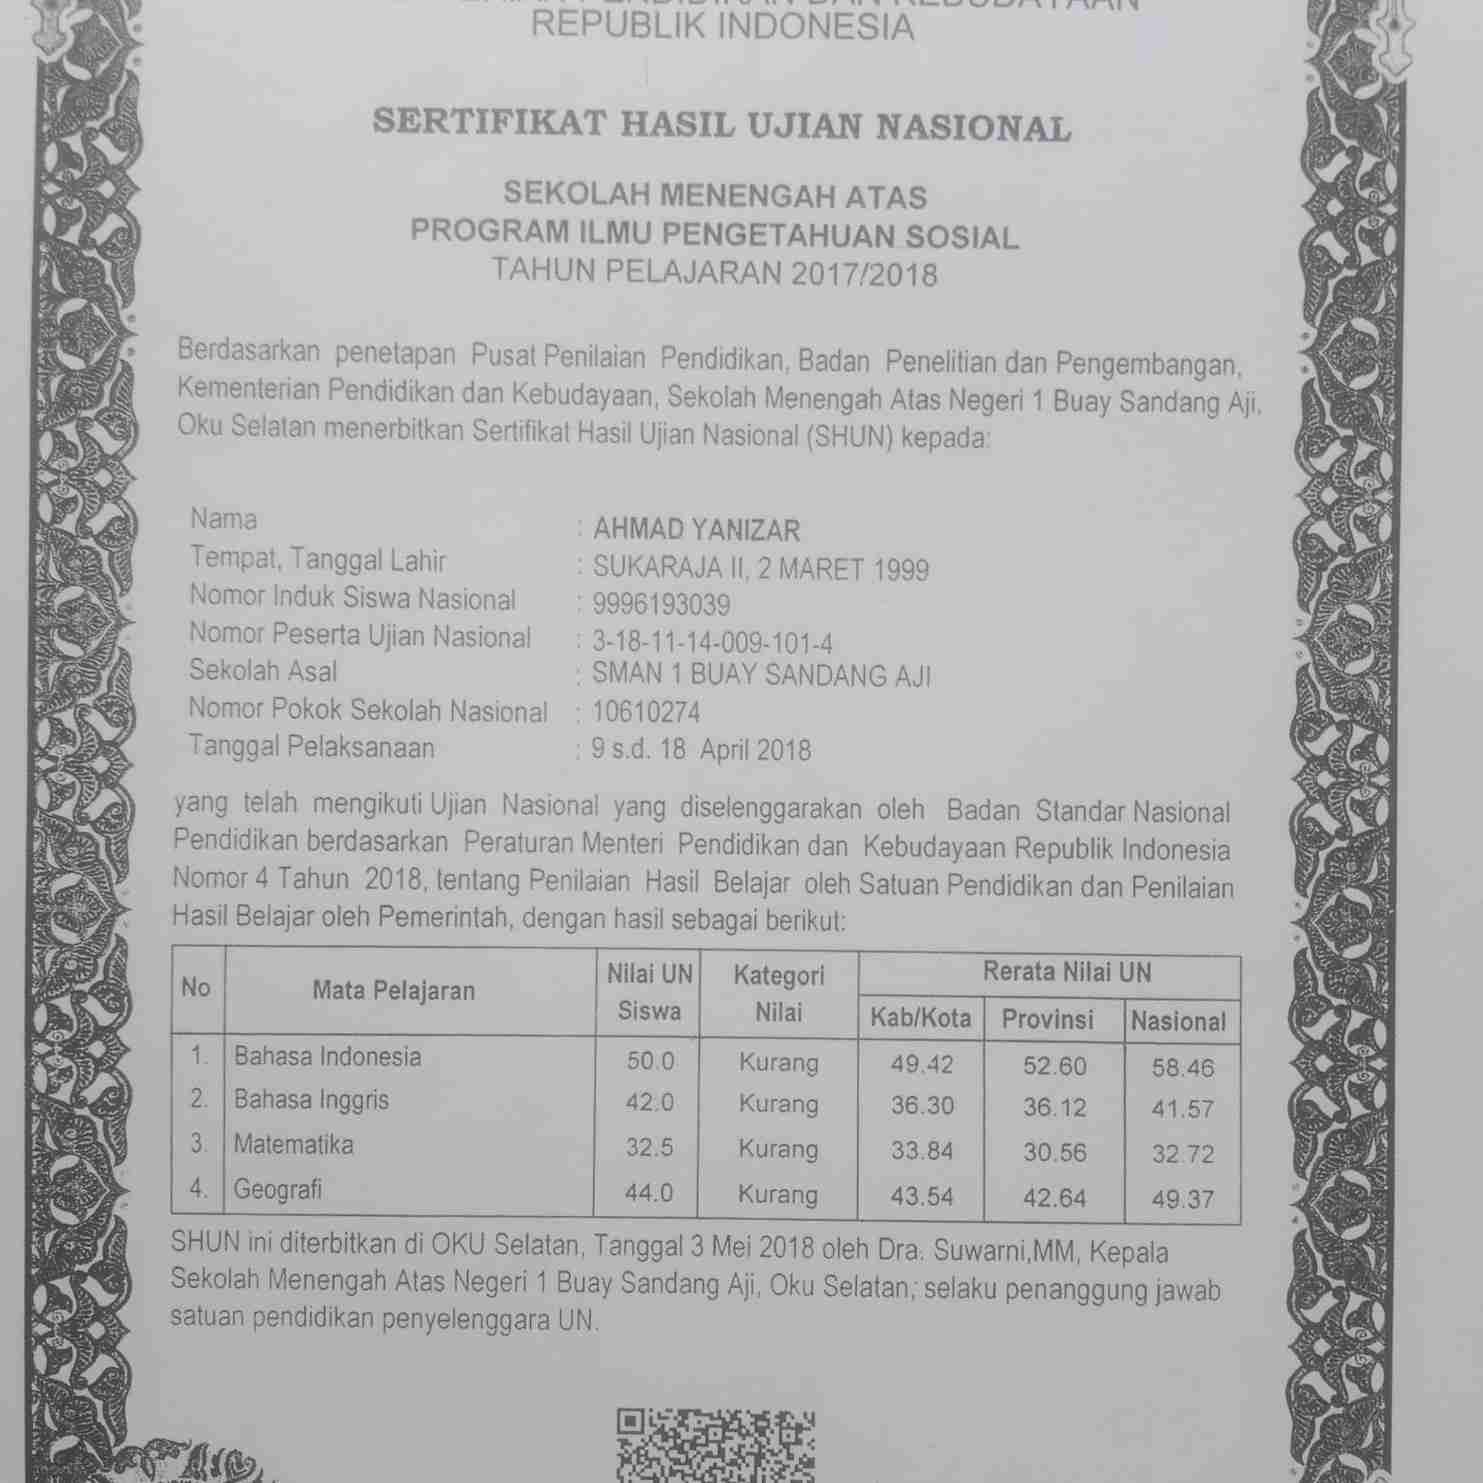 PENDIDIKAN DAN KEBUDAYAAN
REPUBLIK INDONESIA
SERTIFIKAT HASIL UJIAN NASIONAL
SEKOLAH MENENGAH ATAS
PROGRAM ILMU PENGETAHUAN SOSIAL
TAHUN PELAJARAN 2017/2018
Berdasarkan penetapan Pusat Penilaian Pendidikan, Badan Penelitian dan Pengembangan,
Kementerian Pendidikan dan Kebudayaan, Sekolah Menengah Atas Negeri 1 Buay Sandang Aji,
Oku Selatan menerbitkan Sertifikat Hasil Ujian Nasional (SHUN) kepada:
Nama : AHMAD YANIZAR
Tempat, Tanggal Lahir : SUKARAJA II, 2 MARET 1999
Nomor Induk Siswa Nasional : 9996193039
Nomor Peserta Ujian Nasional : 3-18-11-14-009-101-4
Sekolah Asal : SMAN 1 BUAY SANDANG AJI
Nomor Pokok Sekolah Nasional : 10610274
Tanggal Pelaksanaan : 9 s.d. 18 April 2018
yang telah mengikuti Ujian Nasional yang diselenggarakan oleh Badan Standar Nasional
Pendidikan berdasarkan Peraturan Menteri Pendidikan dan Kebudayaan Republik Indonesia
Nomor 4 Tahun 2018, tentang Penilaian Hasil Belajar oleh Satuan Pendidikan dan Penilaian
Hasil Belajar oleh Pemerintah, dengan hasil sebagai berikut:
No Mata Pelajaran Nilai UN Siswa Kategori Nilai Rerata Nilai UN
Kab/Kota Provinsi Nasional
1. Bahasa Indonesia 50.0 Kurang 49.42 52.60 58.46
2. Bahasa Inggris 42.0 Kurang 36.30 36.12 41.57
3. Matematika 32.5 Kurang 33.84 30.56 32.72
4. Geografi 44.0 Kurang 43.54 42.64 49.37
SHUN ini diterbitkan di OKU Selatan, Tanggal 3 Mei 2018 oleh Dra. Suwarni,MM, Kepala
Sekolah Menengah Atas Negeri 1 Buay Sandang Aji, Oku Selatan; selaku penanggung jawab
satuan pendidikan penyelenggara UN.